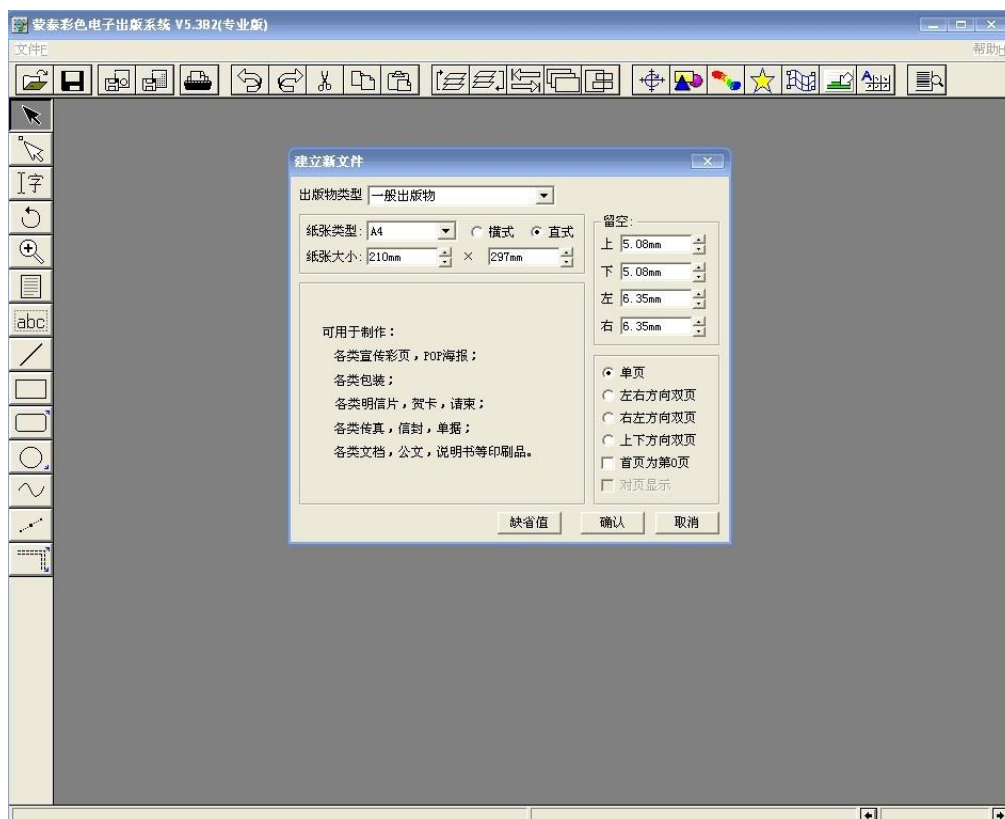 蒙泰彩色电子出版系统 V5.3B2(专业版)
文件F
帮助H
字
abc
建立新文件
出版物类型 一般出版物
纸张类型: A4 横式 直式
纸张大小: 210mm × 297mm
留空:
上 5.08mm
下 5.08mm
左 6.35mm
右 6.35mm
可用于制作：
各类宣传彩页，POP海报；
各类包装；
各类明信片，贺卡，请柬；
各类传真，信封，单据；
各类文档，公文，说明书等印刷品。
单页
左右方向双页
右左方向双页
上下方向双页
首页为第0页
对页显示
缺省值 确认 取消